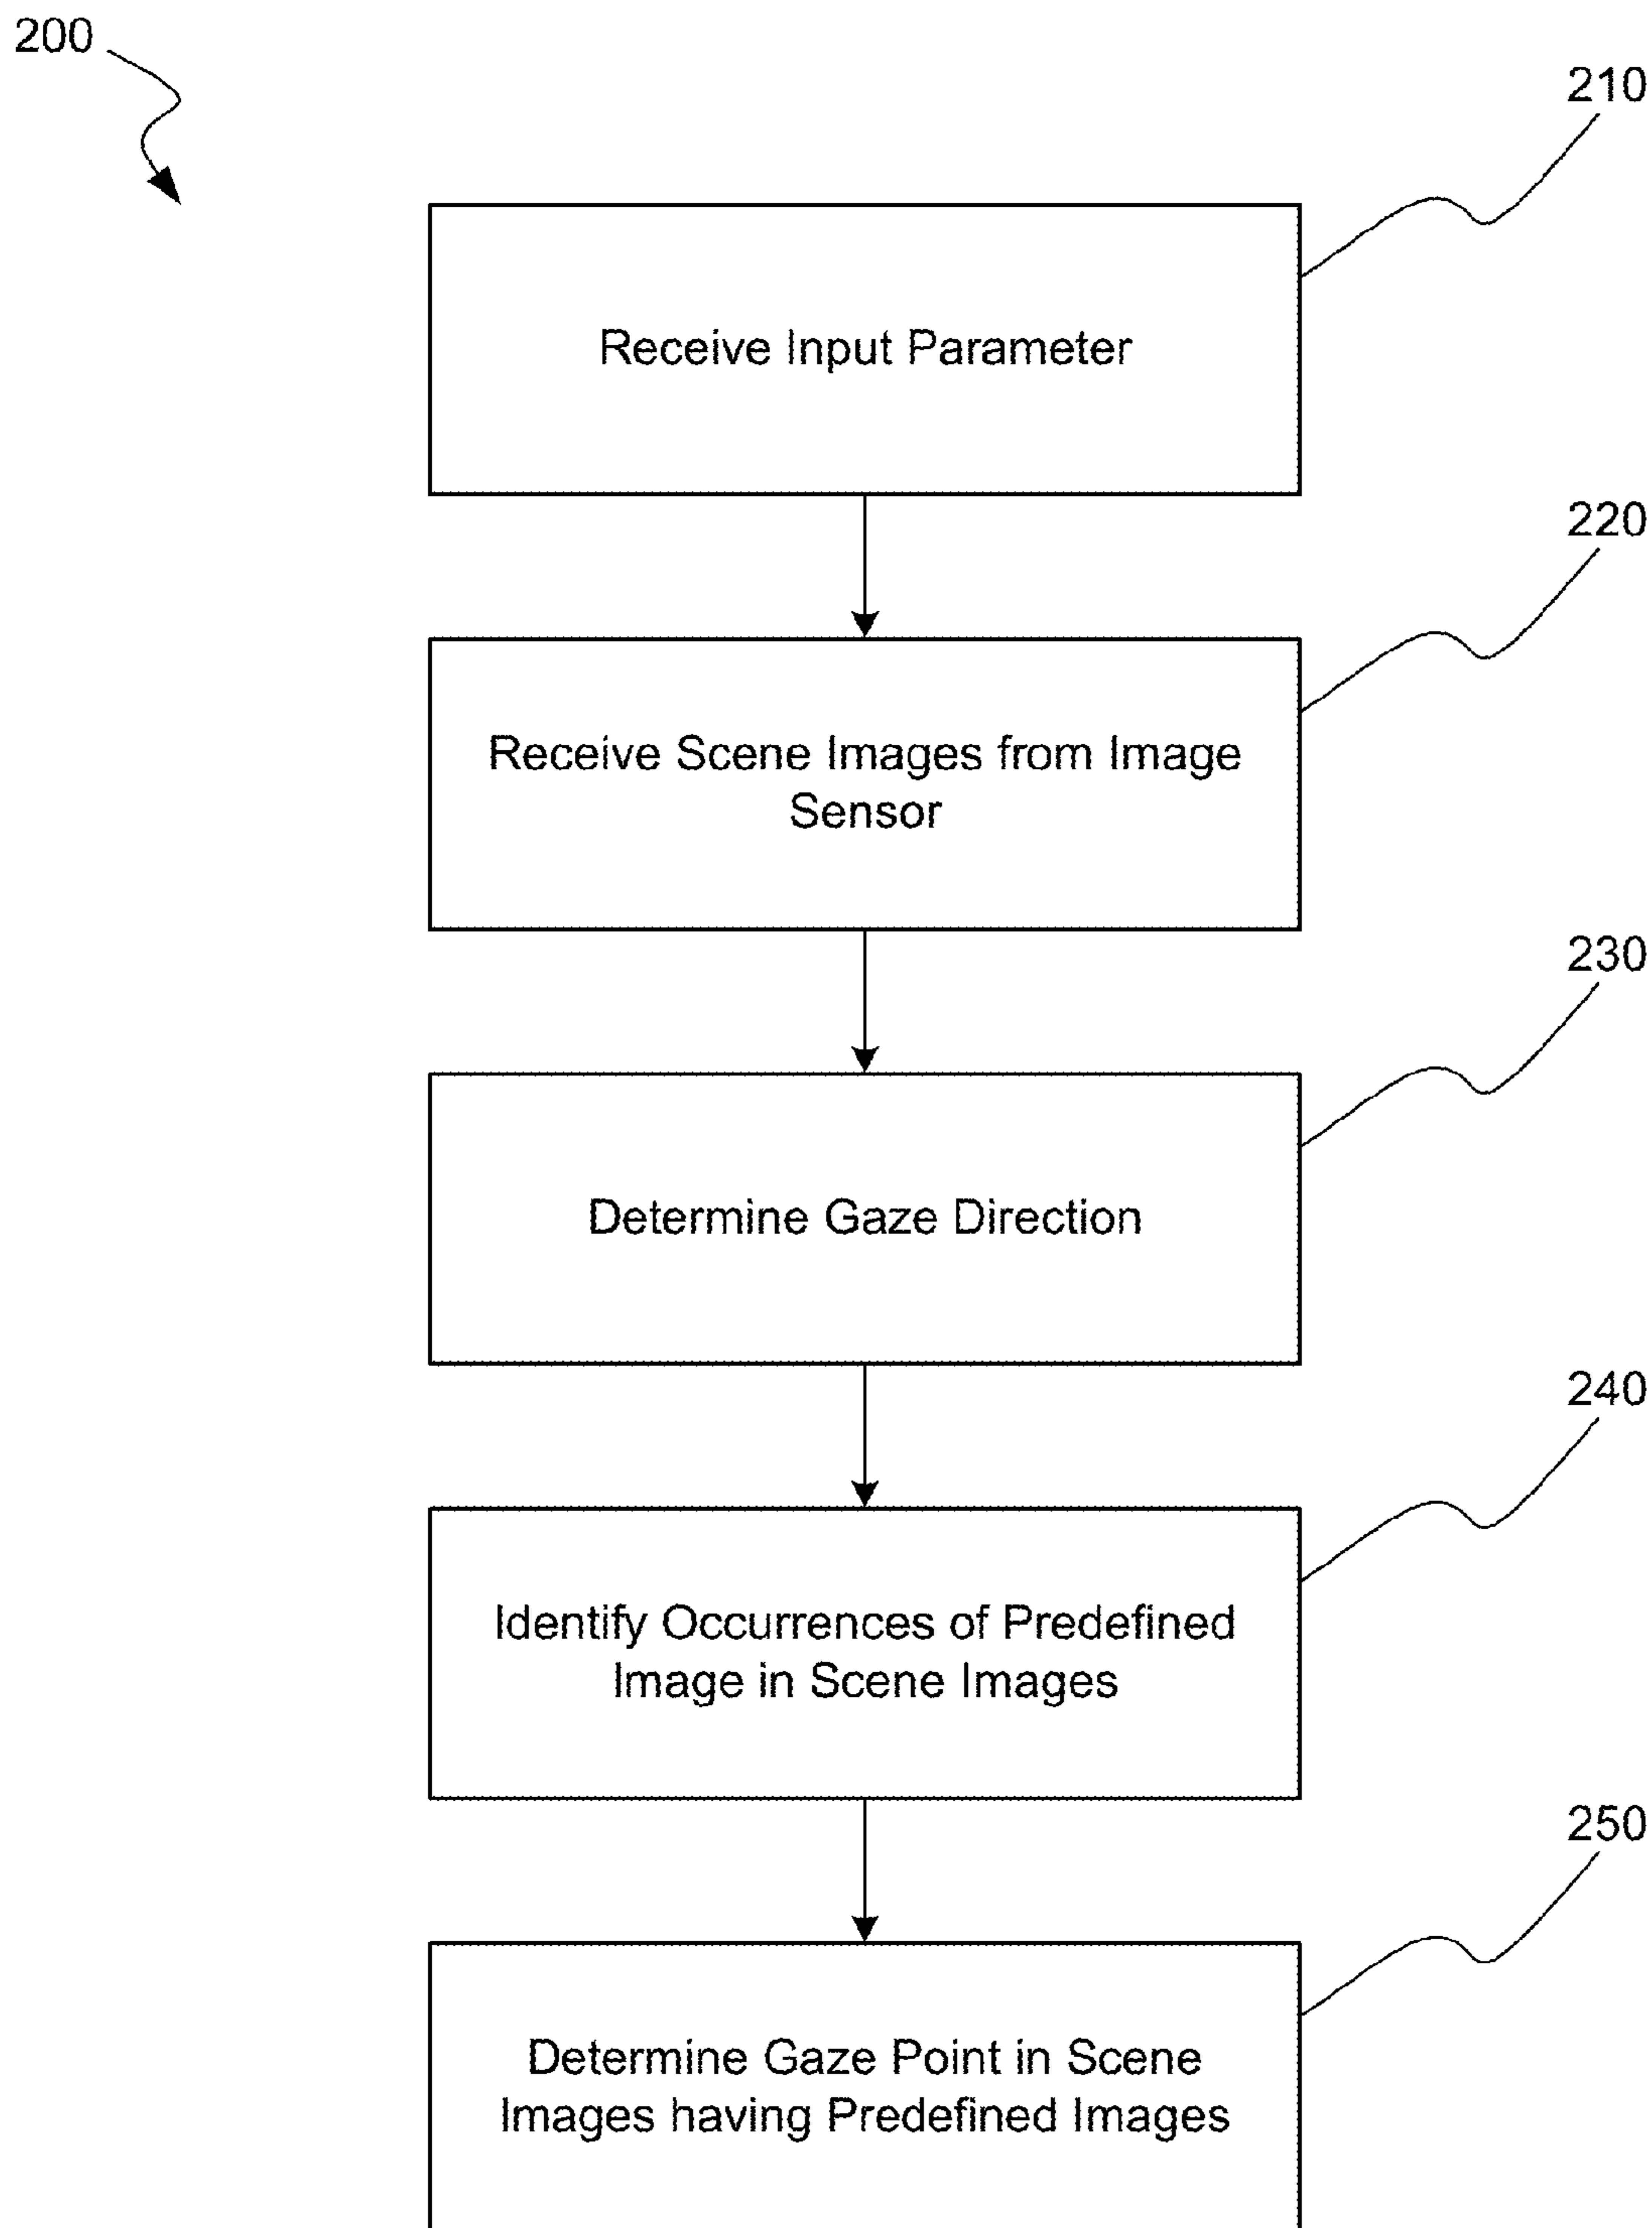 200
210
Receive Input Parameter
220
Receive Scene Images from Image
Sensor
230
Determine Gaze Direction
240
Identify Occurrences of Predefined
Image in Scene Images
250
Determine Gaze Point in Scene
Images having Predefined Images